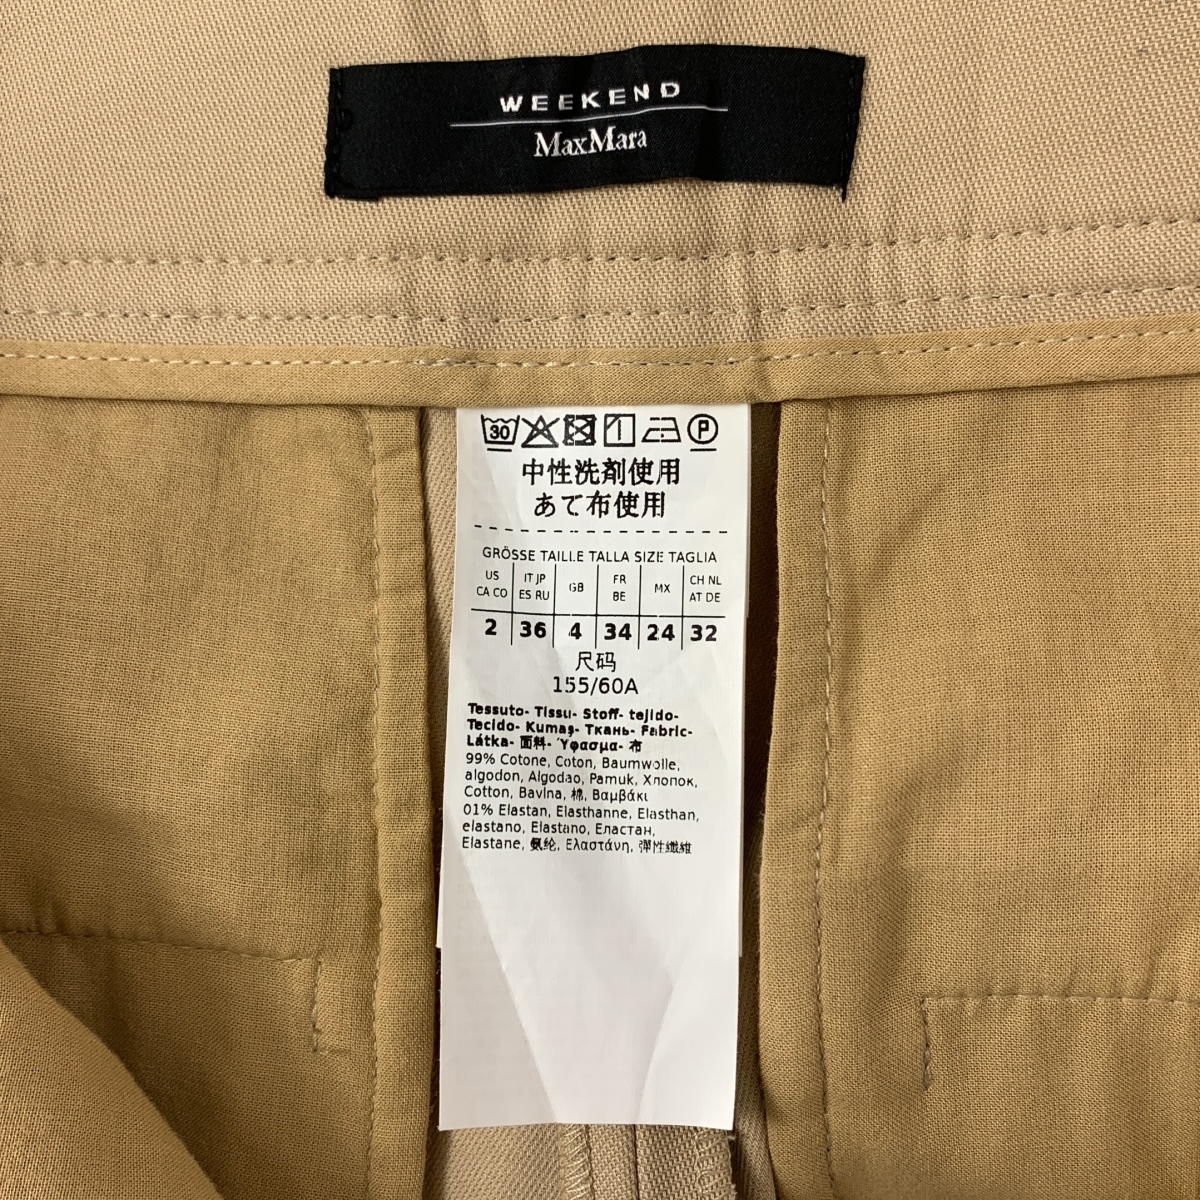 WEEKEND
MaxMara
30 P
中性洗剤使用
あて布使用
GRÖSSE TAILLE TALLA SIZE TAGLIA
US CA CO | IT JP ES RU | GB | FR BE | MX | CH NL AT DE
2 | 36 | 4 | 34 | 24 | 32
尺码
155/60A
Tessuto- Tissu- Stoff- tejido-
Tecido- Kumaş- Ткань- Fabric-
Látka- 面料- Ύφασμα- 布
99% Cotone, Coton, Baumwolle,
algodon, Algodao, Pamuk, Хлопок,
Cotton, Bavlna, 棉, Βαμβάκι
01% Elastan, Elasthanne, Elasthan,
elastano, Elastano, Еластан,
Elastane, 氨纶, Ελαστάνη, 弾性繊維